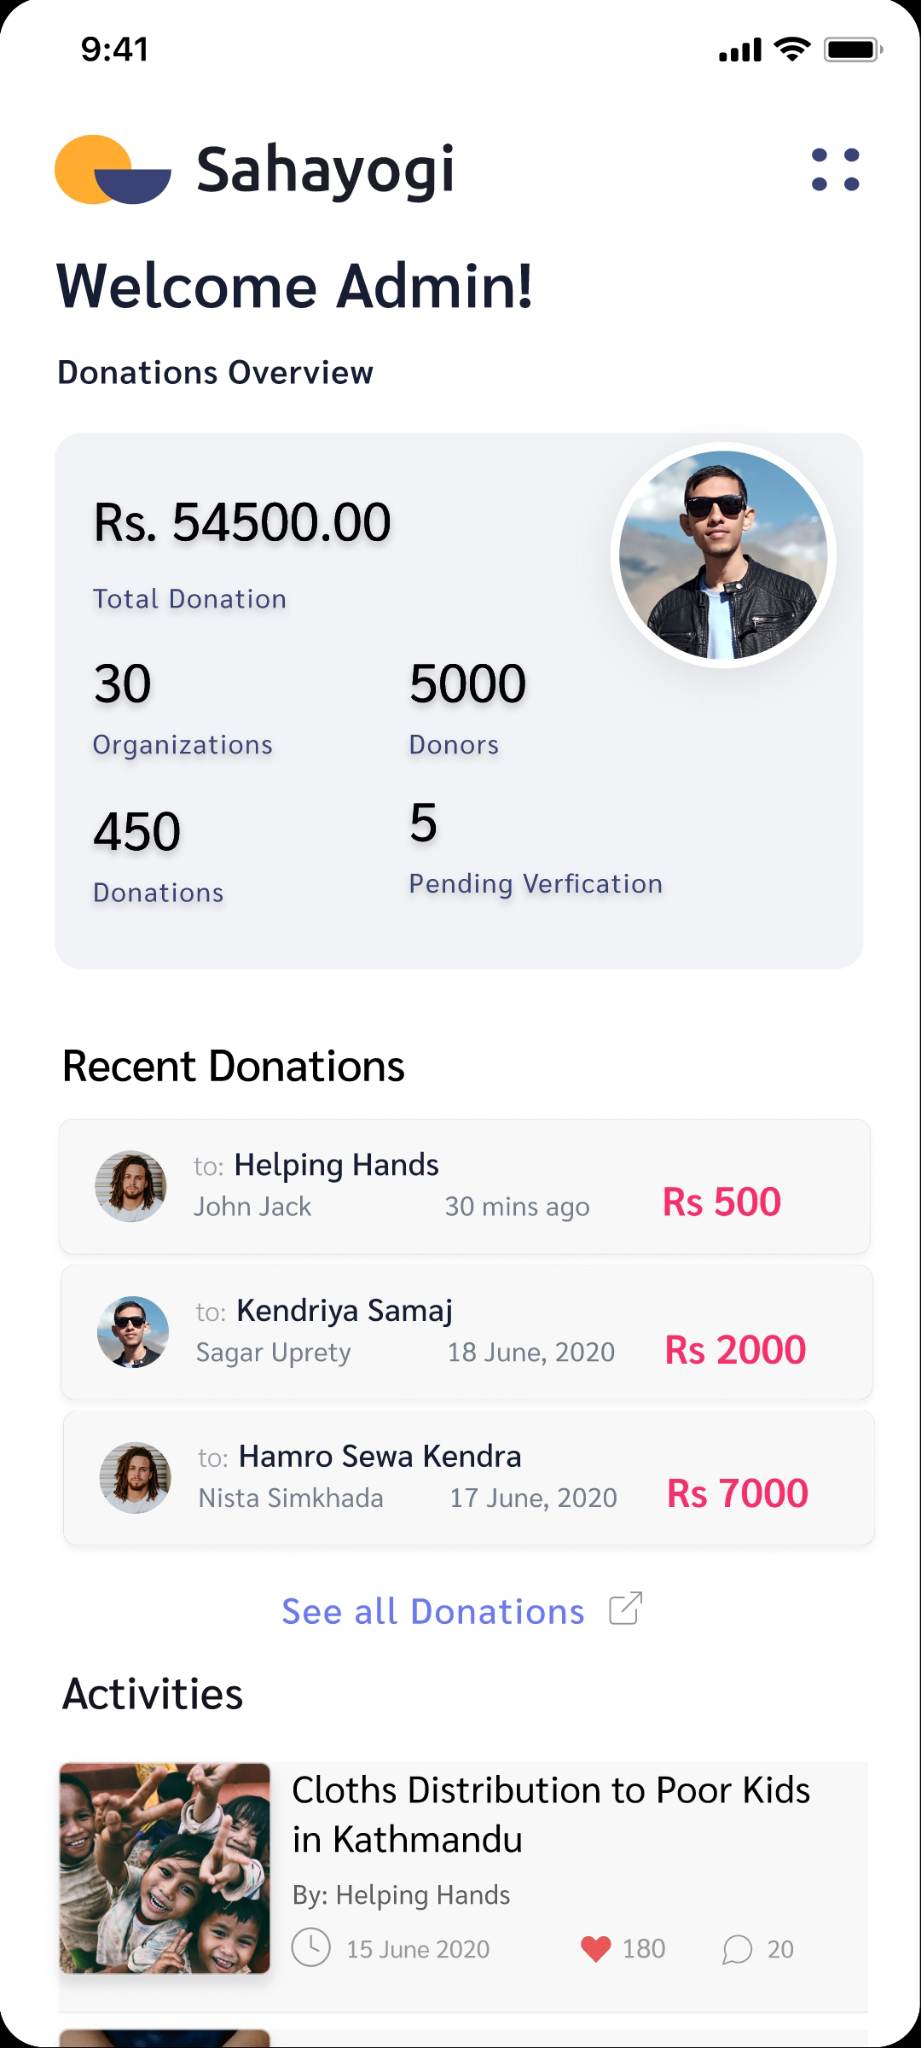 9:41
Sahayogi
Welcome Admin!
Donations Overview
Rs. 54500.00
Total Donation
30
Organizations
5000
Donors
450
Donations
5
Pending Verfication
Recent Donations
to: Helping Hands
John Jack 30 mins ago Rs 500
to: Kendriya Samaj
Sagar Uprety 18 June, 2020 Rs 2000
to: Hamro Sewa Kendra
Nista Simkhada 17 June, 2020 Rs 7000
See all Donations
Activities
Cloths Distribution to Poor Kids
in Kathmandu
By: Helping Hands
15 June 2020 180 20